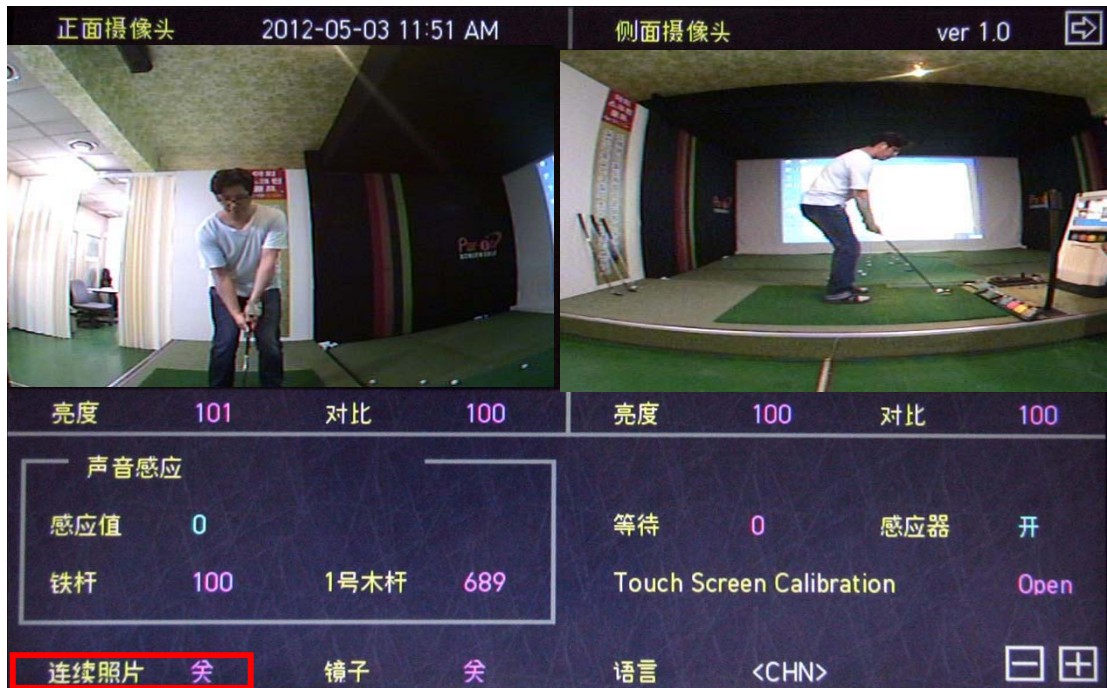 正面摄像头 2012-05-03 11:51 AM 侧面摄像头 ver 1.0
亮度 101 对比 100 亮度 100 对比 100
声音感应
感应值 0 等待 0 感应器 开
铁杆 100 1号木杆 689 Touch Screen Calibration Open
连续照片 关 镜子 关 语言 <CHN>